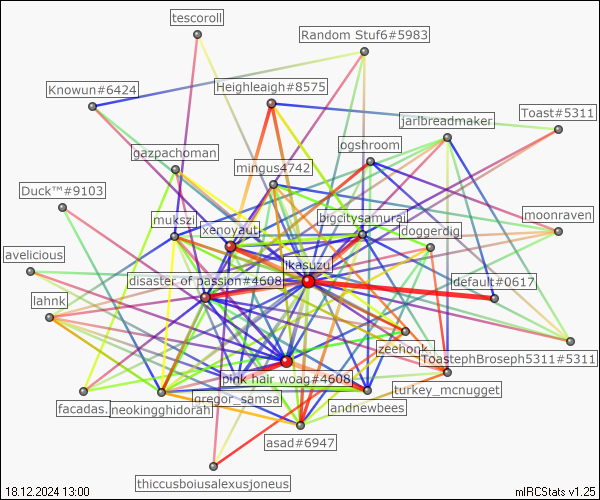 tescoroll
Random Stuf6#5983
Knowun#6424
Heighleigh#8575
Toast#5311
jarlbreadmaker
ogshroom
gazpachoman
mingus4742
Duck™#9103
mukszi
xenoyaut
bigcitysamurai
doggerdig
moonraven
avelicious
ikasuzu
disaster of passion#4608
default#0617
lahnk
zeehonk.
ToastephBroseph5311#5311
pink hair woag#4608
turkey_mcnugget
facadas.
neokingghidorah
gregor_samsa
andnewbees
asad#6947
thiccusboiusalexusjoneus
18.12.2024 13:00
mIRCStats v1.25